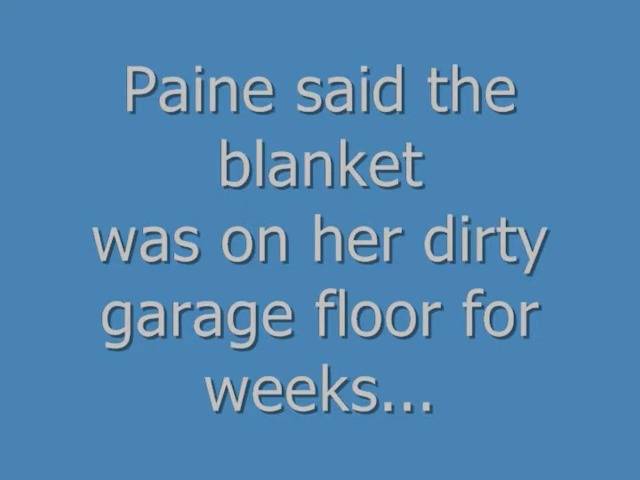 Paine said the
blanket
was on her dirty
garage floor for
weeks...